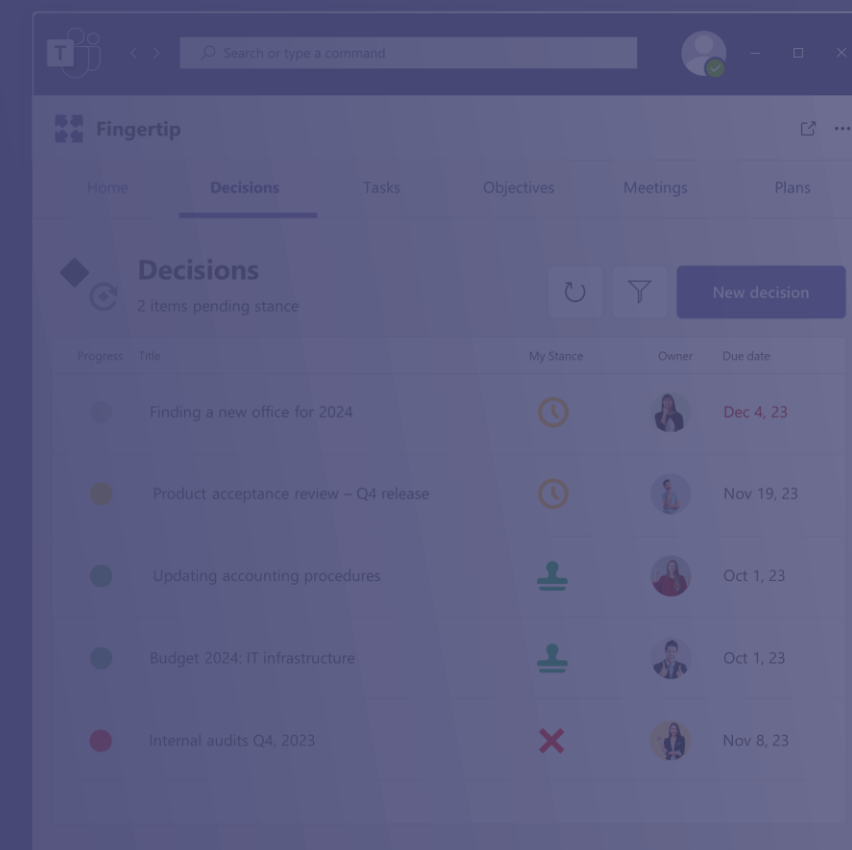 T
Search or type a command
Fingertip
Home Decisions Tasks Objectives Meetings Plans
Decisions
2 items pending stance
New decision
Progress Title My Stance Owner Due date
Finding a new office for 2024 Dec 4, 23
Product acceptance review – Q4 release Nov 19, 23
Updating accounting procedures Oct 1, 23
Budget 2024: IT infrastructure Oct 1, 23
Internal audits Q4, 2023 Nov 8, 23